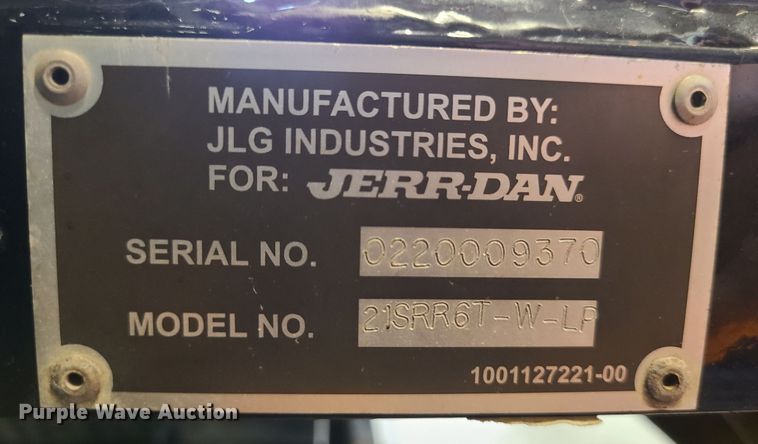 MANUFACTURED BY:
JLG INDUSTRIES, INC.
FOR: JERR-DAN®
SERIAL NO. 0220009370
MODEL NO. 21SRR6T-W-LP
1001127221-00
Purple Wave Auction